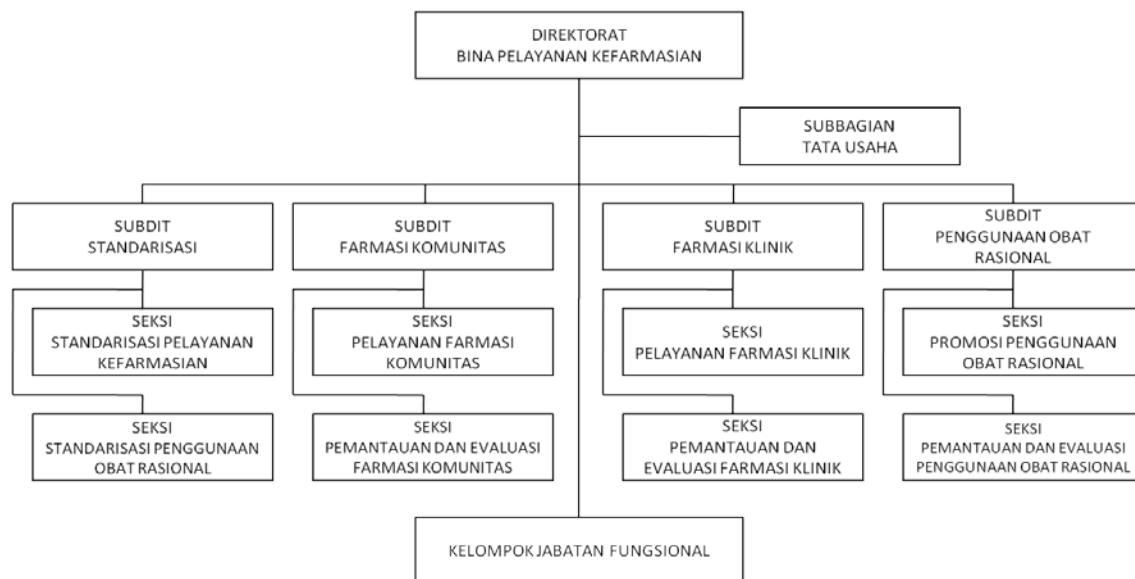 DIREKTORAT
BINA PELAYANAN KEFARMASIAN
SUBBAGIAN
TATA USAHA
SUBDIT
STANDARISASI
SUBDIT
FARMASI KOMUNITAS
SUBDIT
FARMASI KLINIK
SUBDIT
PENGGUNAAN OBAT
RASIONAL
SEKSI
STANDARISASI PELAYANAN
KEFARMASIAN
SEKSI
PELAYANAN FARMASI
KOMUNITAS
SEKSI
PELAYANAN FARMASI KLINIK
SEKSI
PROMOSI PENGGUNAAN
OBAT RASIONAL
SEKSI
STANDARISASI PENGGUNAAN
OBAT RASIONAL
SEKSI
PEMANTAUAN DAN EVALUASI
FARMASI KOMUNITAS
SEKSI
PEMANTAUAN DAN
EVALUASI FARMASI KLINIK
SEKSI
PEMANTAUAN DAN EVALUASI
PENGGUNAAN OBAT RASIONAL
KELOMPOK JABATAN FUNGSIONAL